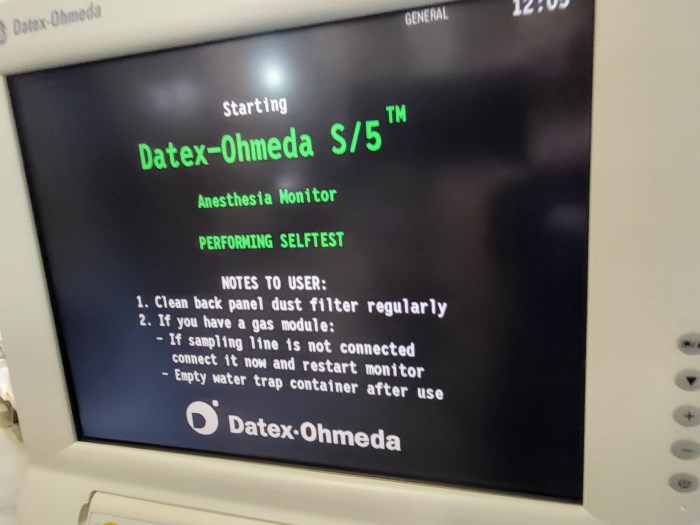 Datex-Ohmeda
GENERAL
12:05
Starting
Datex-Ohmeda S/5™
Anesthesia Monitor
PERFORMING SELFTEST
NOTES TO USER:
1. Clean back panel dust filter regularly
2. If you have a gas module:
- If sampling line is not connected
connect it now and restart monitor
- Empty water trap container after use
Datex-Ohmeda